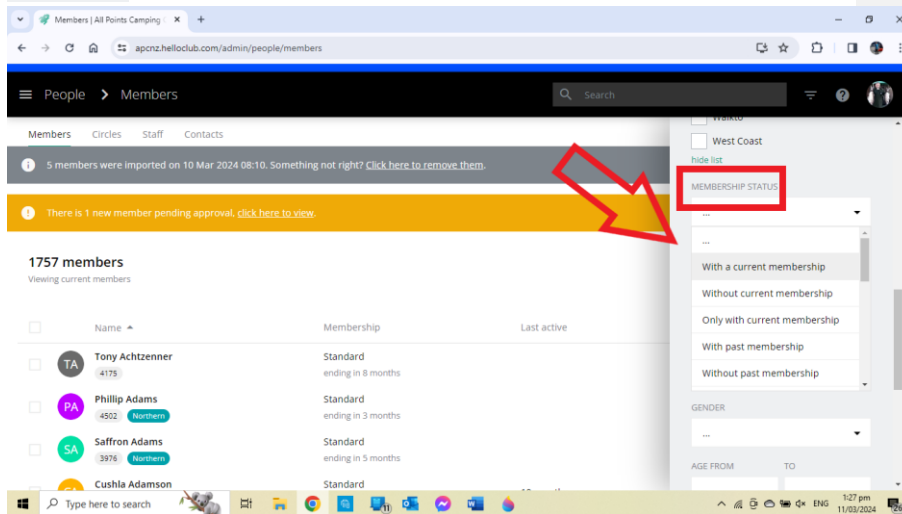 Members | All Points Camping
apcnz.helloclub.com/admin/people/members
People > Members
Search
Members Circles Staff Contacts
5 members were imported on 10 Mar 2024 08:10. Something not right? Click here to remove them.
There is 1 new member pending approval, click here to view.
1757 members
Viewing current members
Name Membership Last active
TA Tony Achtzenner Standard
4175 ending in 8 months
PA Phillip Adams Standard
4502 Northern ending in 3 months
SA Saffron Adams Standard
3976 Northern ending in 5 months
Cushla Adamson Standard
West Coast
hide list
MEMBERSHIP STATUS
...
...
With a current membership
Without current membership
Only with current membership
With past membership
Without past membership
GENDER
...
AGE FROM TO
Type here to search
ENG
1:27 pm
11/03/2024